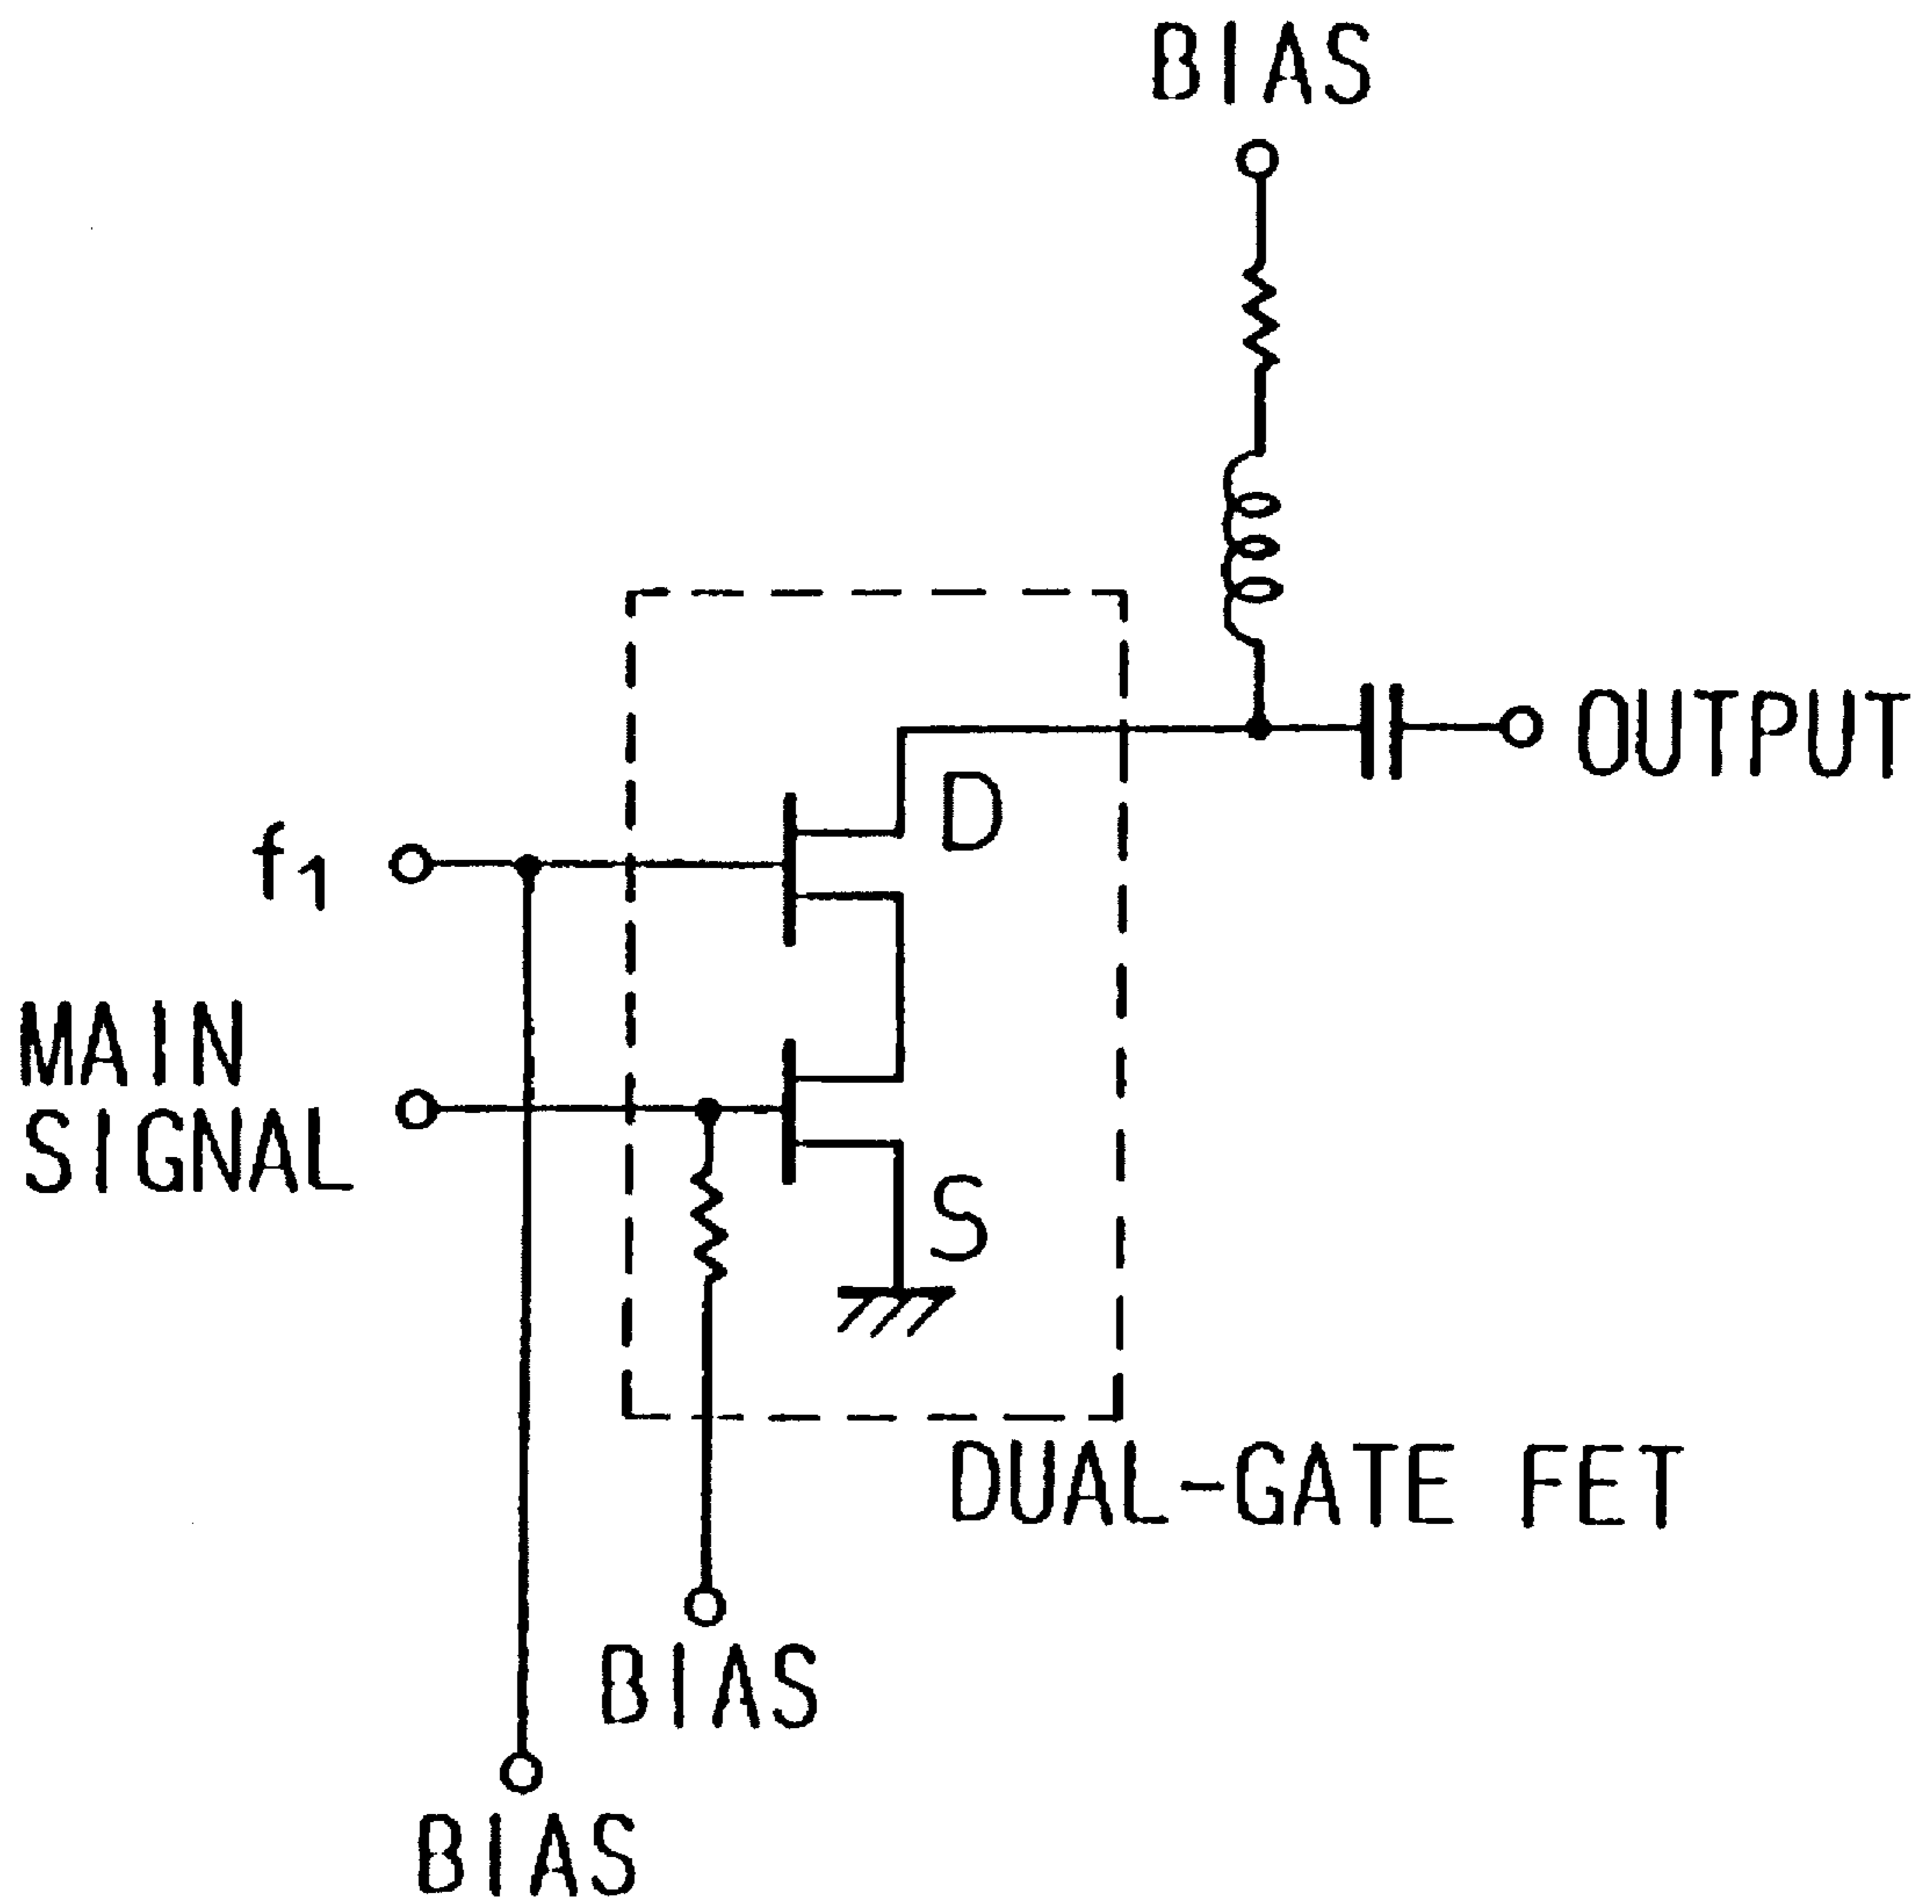 BIAS
OUTPUT
D
f1
MAIN
SIGNAL
S
DUAL-GATE FET
BIAS
BIAS